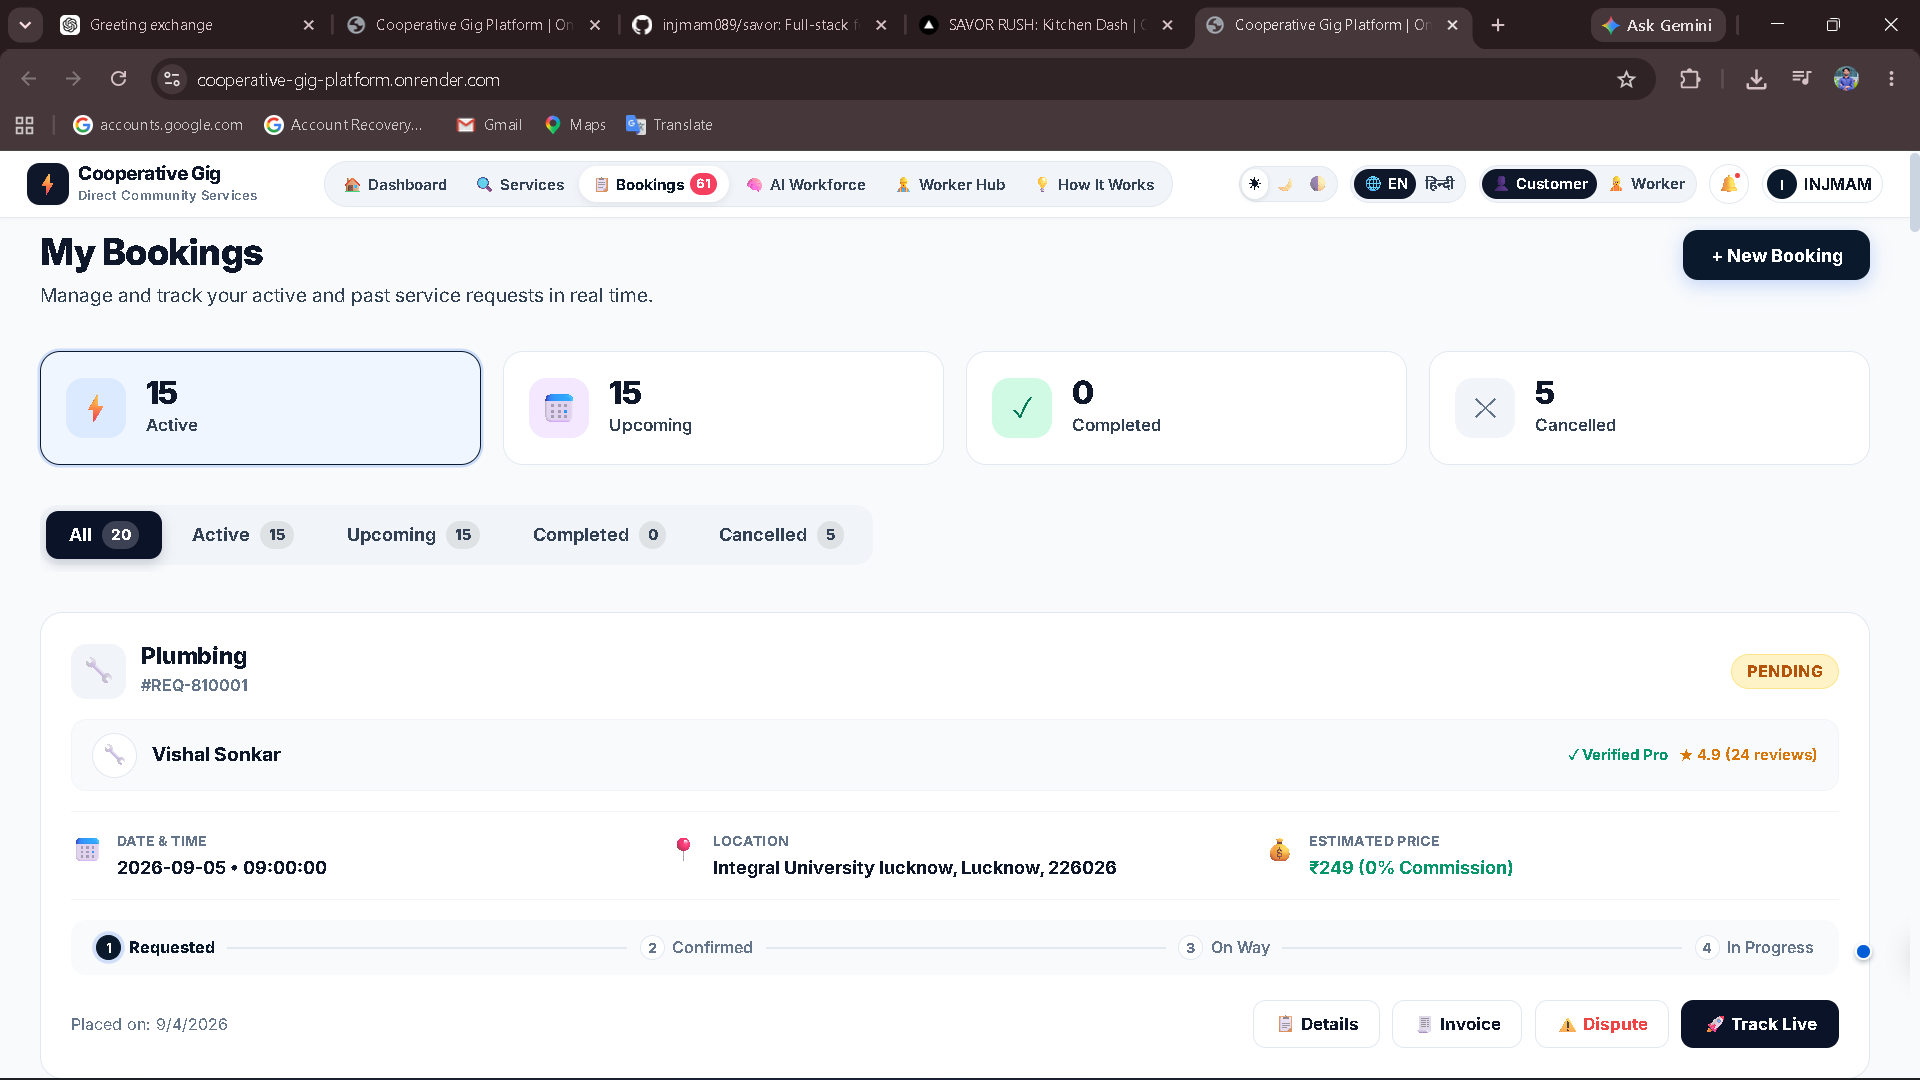 Greeting exchange
Cooperative Gig Platform | On
injmam089/savor: Full-stack f
SAVOR RUSH: Kitchen Dash | C
Cooperative Gig Platform | On
Ask Gemini
cooperative-gig-platform.onrender.com
accounts.google.com
Account Recovery...
Gmail
Maps
Translate
Cooperative Gig
Direct Community Services
Dashboard
Services
Bookings 61
AI Workforce
Worker Hub
How It Works
EN
हिन्दी
Customer
Worker
I INJMAM
My Bookings
+ New Booking
Manage and track your active and past service requests in real time.
15
Active
15
Upcoming
0
Completed
5
Cancelled
All 20
Active 15
Upcoming 15
Completed 0
Cancelled 5
Plumbing
#REQ-810001
PENDING
Vishal Sonkar
✓ Verified Pro ★ 4.9 (24 reviews)
DATE & TIME
2026-09-05 • 09:00:00
LOCATION
Integral University lucknow, Lucknow, 226026
ESTIMATED PRICE
₹249 (0% Commission)
1 Requested
2 Confirmed
3 On Way
4 In Progress
Placed on: 9/4/2026
Details
Invoice
Dispute
Track Live